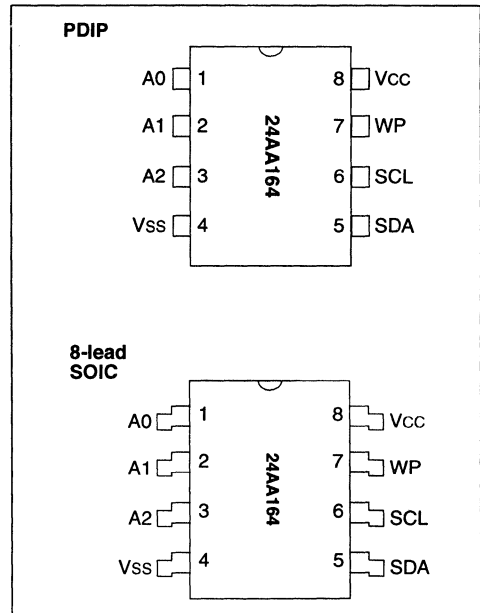 PDIP
A0 1 8 Vcc
A1 2 7 WP
24AA164
A2 3 6 SCL
Vss 4 5 SDA
8-lead
SOIC
A0 1 8 Vcc
A1 2 7 WP
24AA164
A2 3 6 SCL
Vss 4 5 SDA